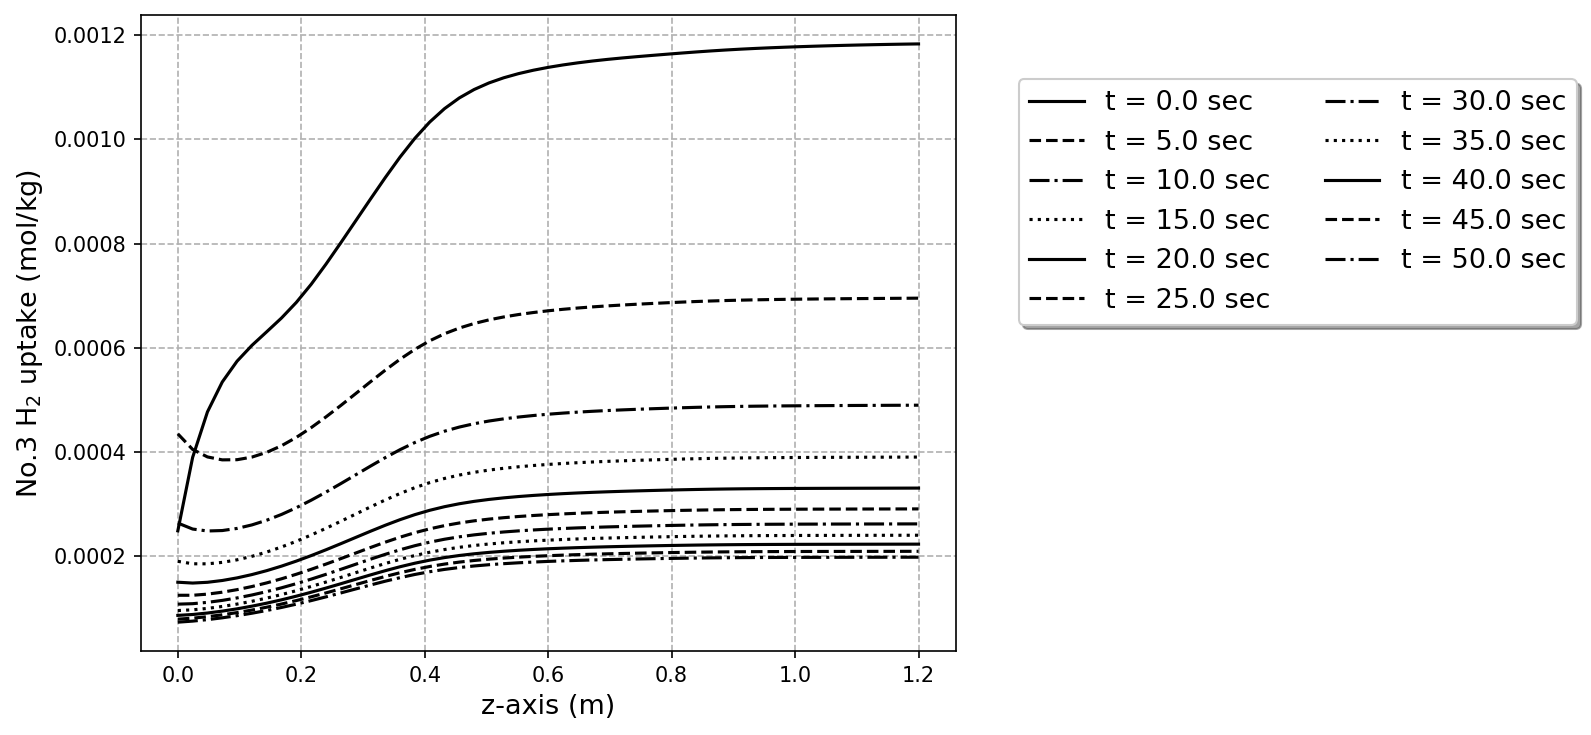 0.0012
0.0010
0.0008
0.0006
0.0004
0.0002
No.3 H₂ uptake (mol/kg)
0.0 0.2 0.4 0.6 0.8 1.0 1.2
z-axis (m)
t = 0.0 sec
t = 5.0 sec
t = 10.0 sec
t = 15.0 sec
t = 20.0 sec
t = 25.0 sec
t = 30.0 sec
t = 35.0 sec
t = 40.0 sec
t = 45.0 sec
t = 50.0 sec